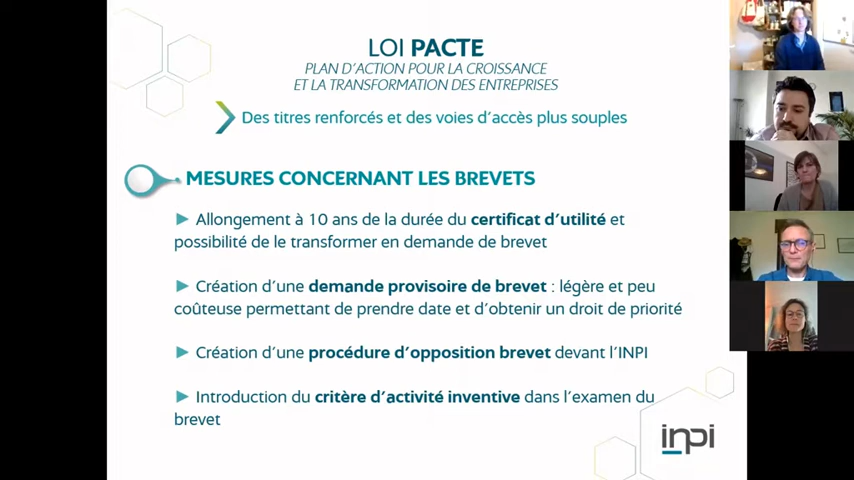 LOI PACTE
PLAN D'ACTION POUR LA CROISSANCE
ET LA TRANSFORMATION DES ENTREPRISES
Des titres renforcés et des voies d'accès plus souples
MESURES CONCERNANT LES BREVETS
► Allongement à 10 ans de la durée du certificat d'utilité et
possibilité de le transformer en demande de brevet
► Création d'une demande provisoire de brevet : légère et peu
coûteuse permettant de prendre date et d'obtenir un droit de priorité
► Création d'une procédure d'opposition brevet devant l'INPI
► Introduction du critère d'activité inventive dans l'examen du
brevet
inpi